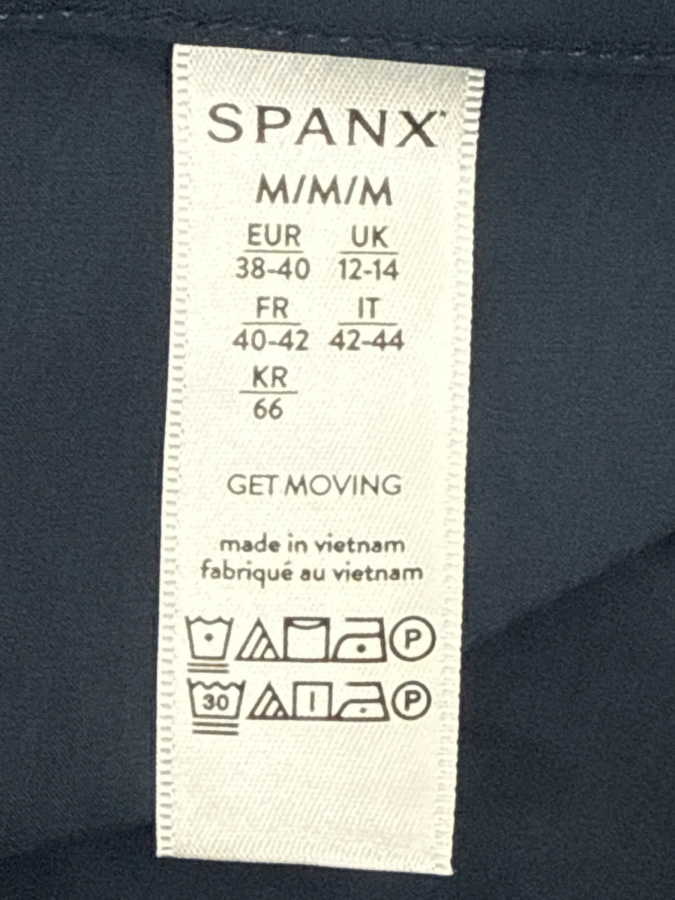 SPANX
M/M/M
EUR UK
38-40 12-14
FR IT
40-42 42-44
KR
66
GET MOVING
made in vietnam
fabriqué au vietnam
P
30 P